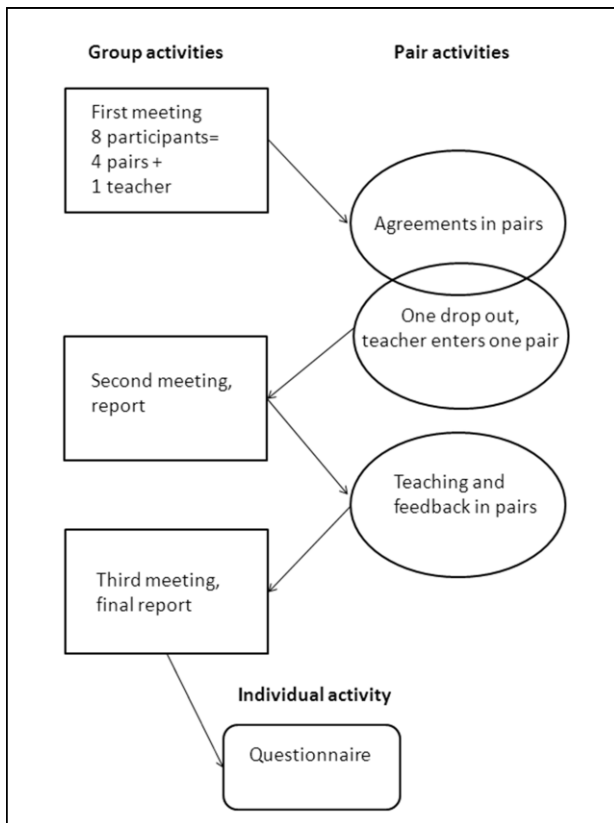 Group activities
Pair activities
First meeting
8 participants=
4 pairs +
1 teacher
Agreements in pairs
One drop out,
teacher enters one pair
Second meeting,
report
Teaching and
feedback in pairs
Third meeting,
final report
Individual activity
Questionnaire